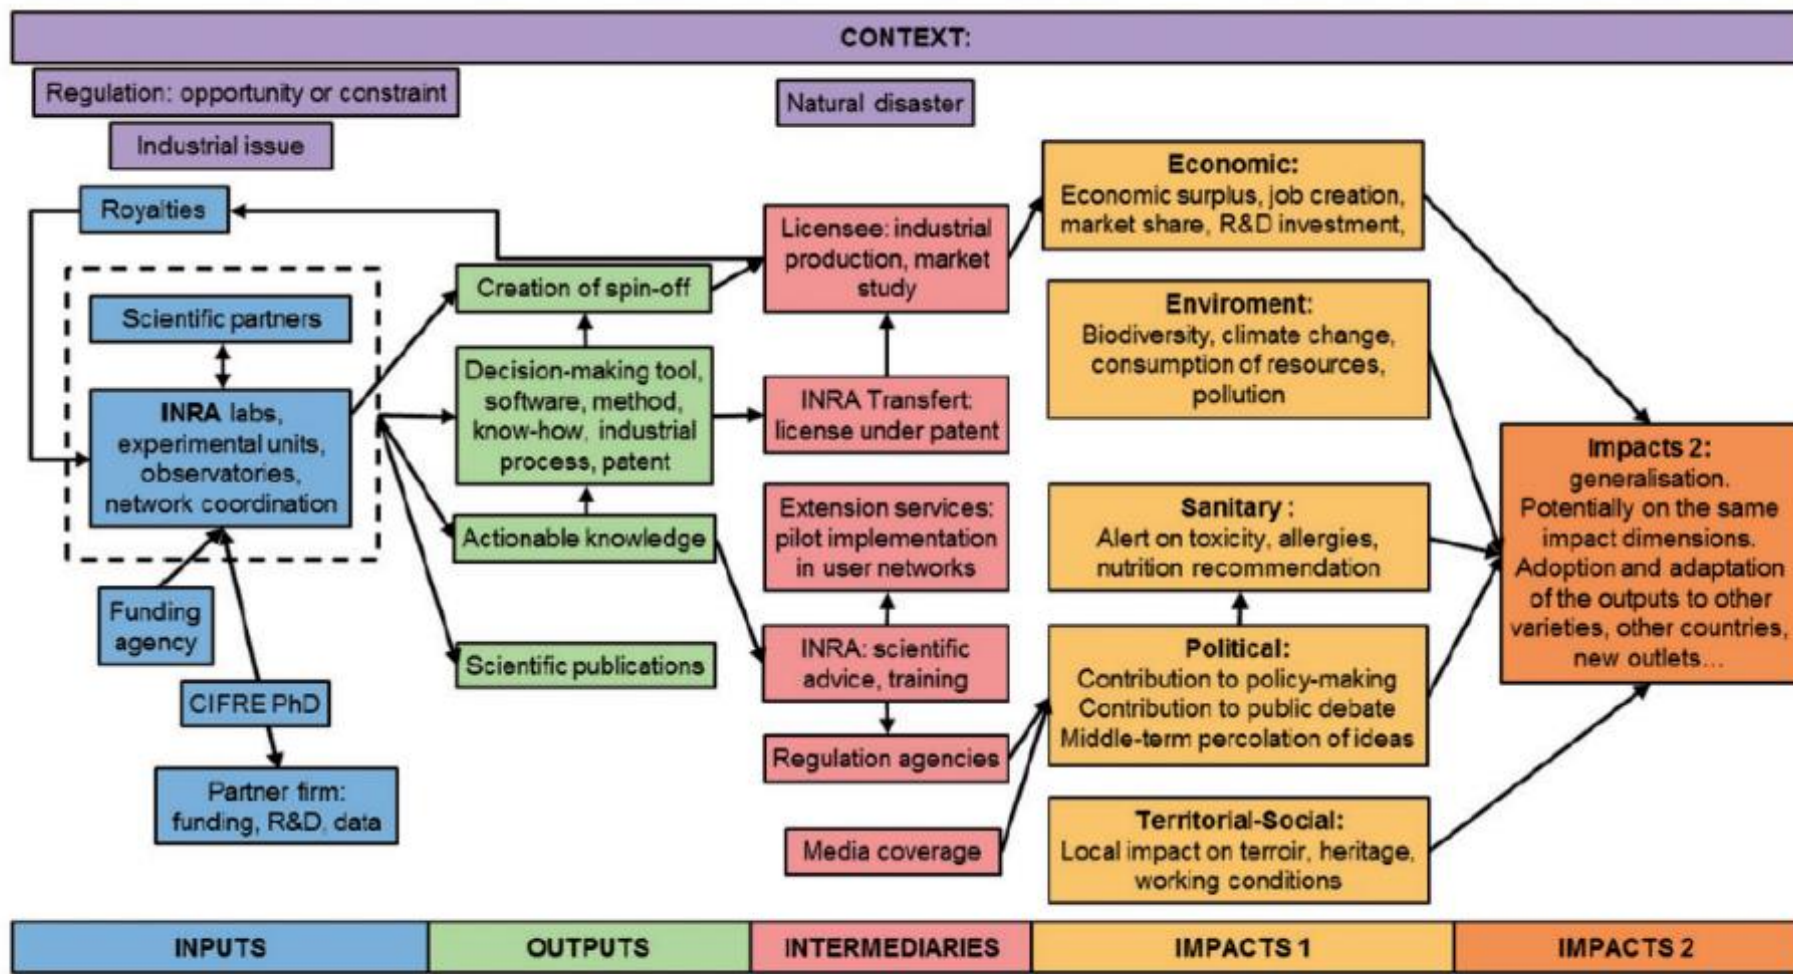 CONTEXT:
Regulation: opportunity or constraint
Industrial issue
Natural disaster
Royalties
Scientific partners
INRA labs,
experimental units,
observatories,
network coordination
Funding
agency
CIFRE PhD
Partner firm:
funding, R&D, data
Creation of spin-off
Decision-making tool,
software, method,
know-how, industrial
process, patent
Actionable knowledge
Scientific publications
Licensee: industrial
production, market
study
INRA Transfert:
license under patent
Extension services:
pilot implementation
in user networks
INRA: scientific
advice, training
Regulation agencies
Media coverage
Economic:
Economic surplus, job creation,
market share, R&D investment,
Enviroment:
Biodiversity, climate change,
consumption of resources,
pollution
Sanitary :
Alert on toxicity, allergies,
nutrition recommendation
Political:
Contribution to policy-making
Contribution to public debate
Middle-term percolation of ideas
Territorial-Social:
Local impact on terroir, heritage,
working conditions
Impacts 2:
generalisation.
Potentially on the same
impact dimensions.
Adoption and adaptation
of the outputs to other
varieties, other countries,
new outlets...
INPUTS
OUTPUTS
INTERMEDIARIES
IMPACTS 1
IMPACTS 2